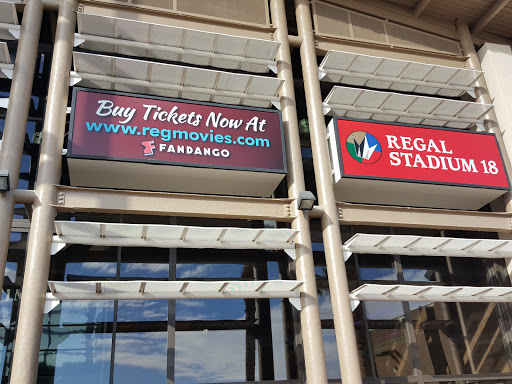 Buy Tickets Now At
www.regmovies.com
FANDANGO
REGAL
STADIUM 18